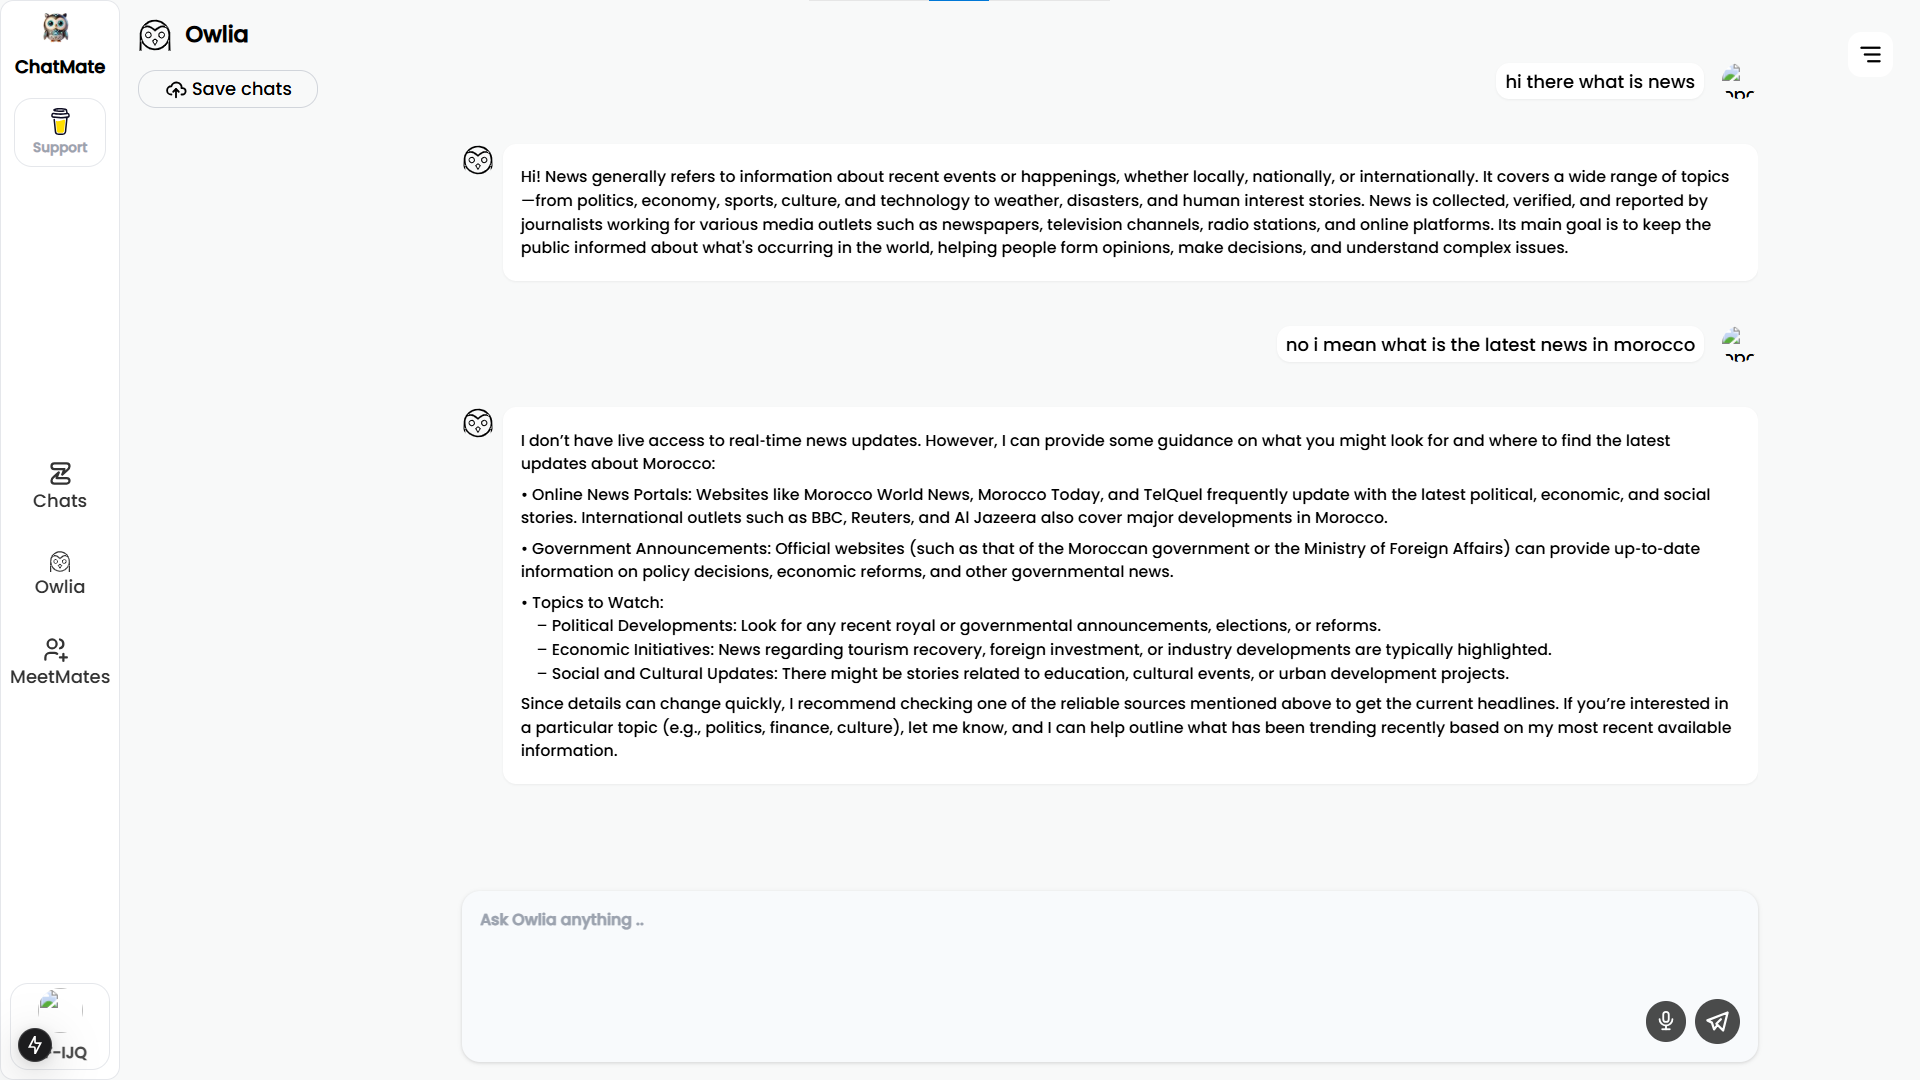 ChatMate
Support
Chats
Owlia
MeetMates
-IJQ
Owlia
Save chats
hi there what is news
Hi! News generally refers to information about recent events or happenings, whether locally, nationally, or internationally. It covers a wide range of topics
—from politics, economy, sports, culture, and technology to weather, disasters, and human interest stories. News is collected, verified, and reported by
journalists working for various media outlets such as newspapers, television channels, radio stations, and online platforms. Its main goal is to keep the
public informed about what's occurring in the world, helping people form opinions, make decisions, and understand complex issues.
no i mean what is the latest news in morocco
I don’t have live access to real-time news updates. However, I can provide some guidance on what you might look for and where to find the latest
updates about Morocco:
• Online News Portals: Websites like Morocco World News, Morocco Today, and TelQuel frequently update with the latest political, economic, and social
stories. International outlets such as BBC, Reuters, and Al Jazeera also cover major developments in Morocco.
• Government Announcements: Official websites (such as that of the Moroccan government or the Ministry of Foreign Affairs) can provide up-to-date
information on policy decisions, economic reforms, and other governmental news.
• Topics to Watch:
– Political Developments: Look for any recent royal or governmental announcements, elections, or reforms.
– Economic Initiatives: News regarding tourism recovery, foreign investment, or industry developments are typically highlighted.
– Social and Cultural Updates: There might be stories related to education, cultural events, or urban development projects.
Since details can change quickly, I recommend checking one of the reliable sources mentioned above to get the current headlines. If you’re interested in
a particular topic (e.g., politics, finance, culture), let me know, and I can help outline what has been trending recently based on my most recent available
information.
Ask Owlia anything ..